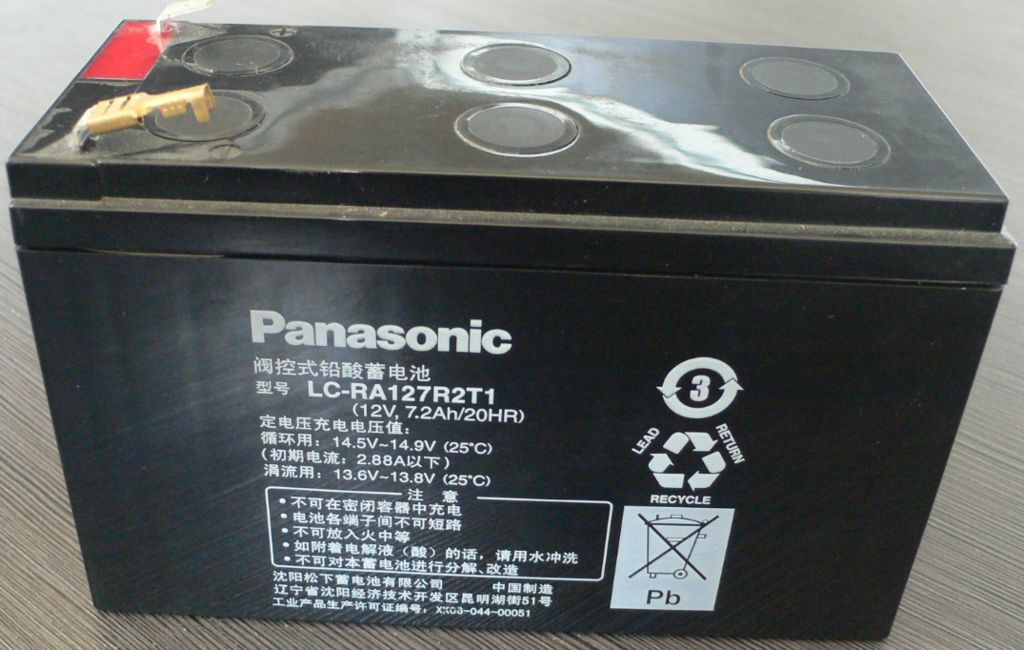 Panasonic
阀控式铅酸蓄电池
型号 LC-RA127R2T1
(12V, 7.2Ah/20HR)
定电压充电电压值：
循环用：14.5V~14.9V (25°C)
(初期电流：2.88A以下)
涓流用：13.6V~13.8V (25°C)
注 意
• 不可在密闭容器中充电
• 电池各端子间不可短路
• 不可放入火中等
• 如附着电解液（酸）的话，请用水冲洗
• 不可对本蓄电池进行分解、改造
沈阳松下蓄电池有限公司 中国制造
辽宁省沈阳经济技术开发区昆明湖街51号
工业产品生产许可证编号：XK06-044-00051
3
LEAD RETURN
RECYCLE
Pb